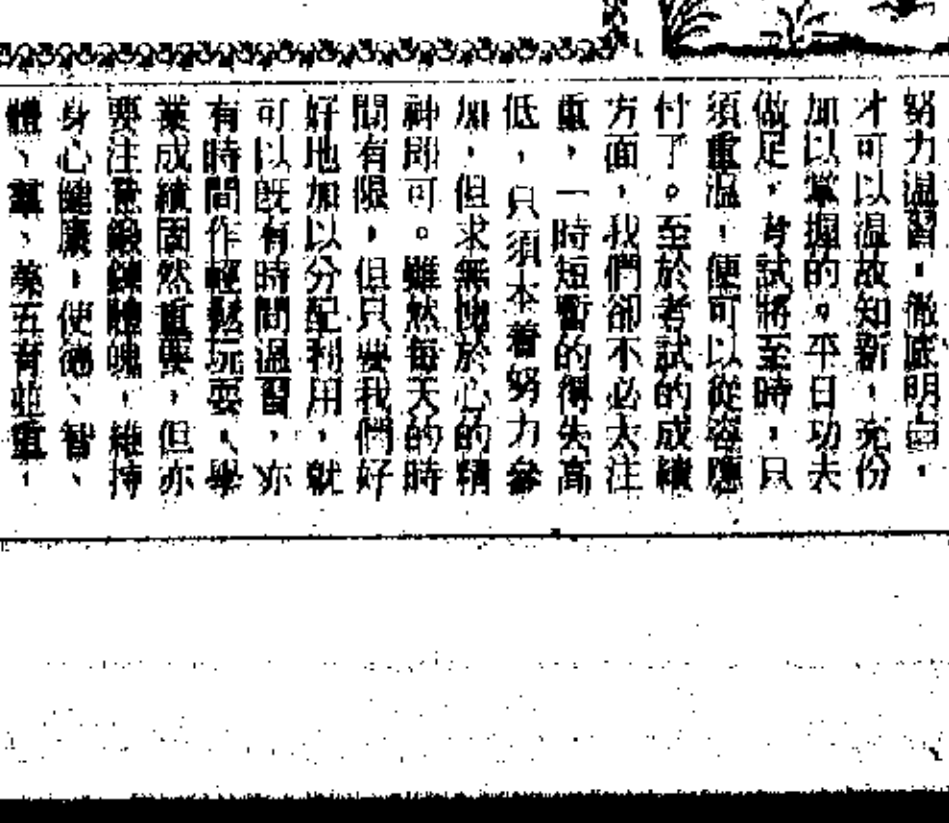 努力温習，徹底明白，
才可以温故知新，充份
加以掌握的。平日功夫
做足，考試將至時，只
須重温，便可以從容應
付了。至於考試的成績
方面，我們卻不必太注
重，一時短暫的得失高
低，只須本着努力參
加，但求無愧於心的精
神即可。雖然每天的時
間有限，但只要我們好
好地加以分配利用，就
可以既有時間温習，亦
有時間作輕鬆玩耍、學
業成績固然重要，但亦
要注意鍛鍊體魄，維持
身心健康，使德、智、
體、羣、美五育並重，